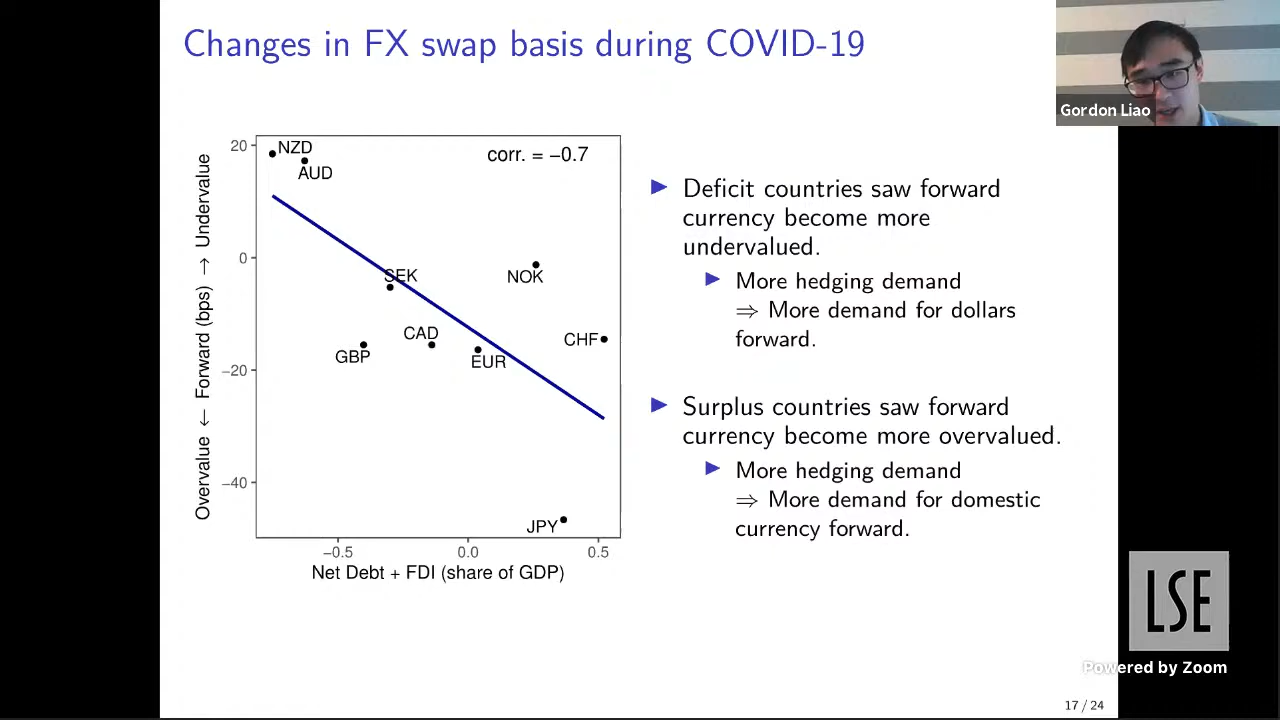 Changes in FX swap basis during COVID-19
Gordon Liao
Overvalue ← Forward (bps) → Undervalue
20
0
−20
−40
corr. = −0.7
NZD
AUD
SEK
NOK
CAD
GBP
EUR
CHF
JPY
−0.5
0.0
0.5
Net Debt + FDI (share of GDP)
▶ Deficit countries saw forward
currency become more
undervalued.
▶ More hedging demand
⇒ More demand for dollars
forward.
▶ Surplus countries saw forward
currency become more overvalued.
▶ More hedging demand
⇒ More demand for domestic
currency forward.
LSE
Powered by Zoom
17 / 24